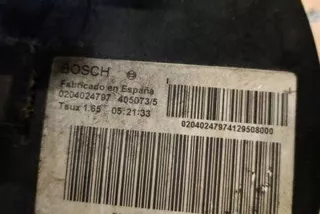 BOSCH
Fabricado en España
0204024797 405073/5
Tsux 1.65 05:21:33
02040247974129508000